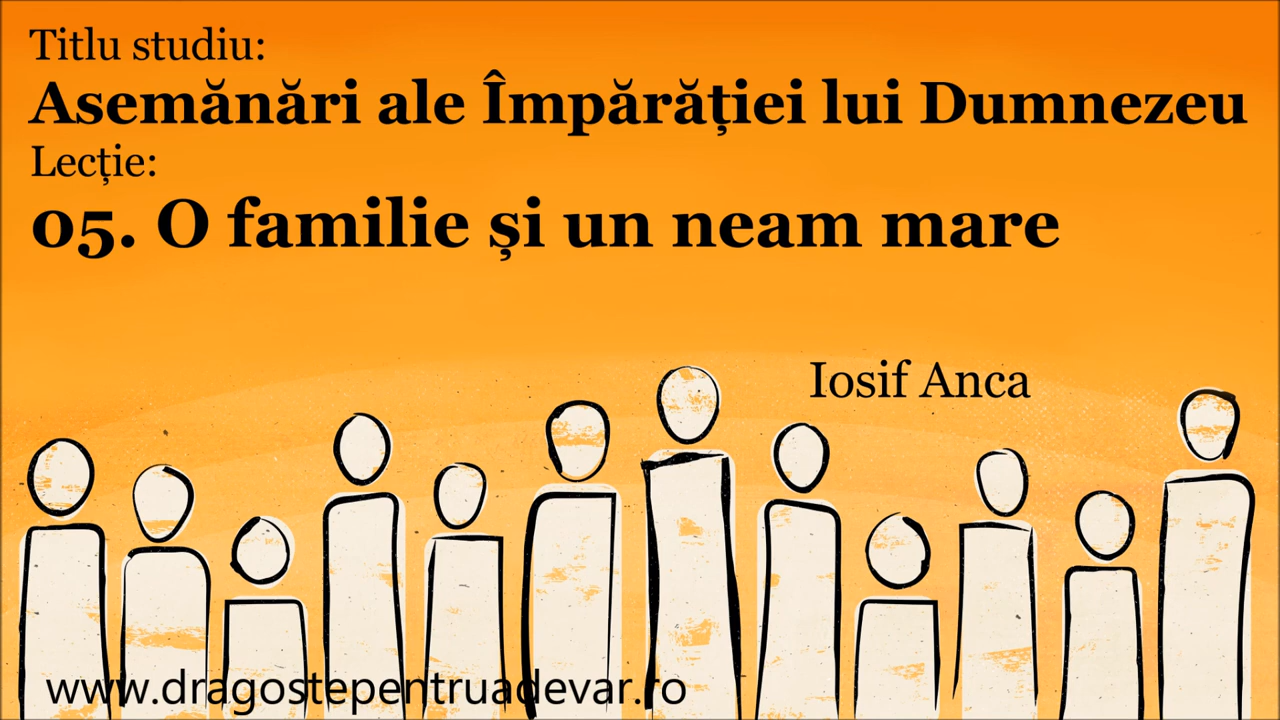 Titlu studiu:
Asemănări ale Împărăției lui Dumnezeu
Lecție:
05. O familie și un neam mare
Iosif Anca
www.dragostepentruadevar.ro